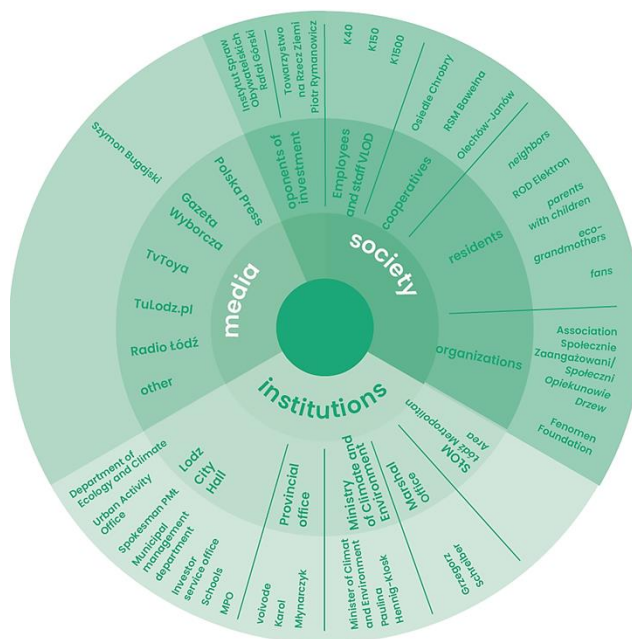 media
society
institutions
Polska Press
Gazeta
Wyborcza
TvToya
TuLodz.pl
Radio Łódź
other
Szymon Bugajski
oponents of
investment
Instytut Spraw
Obywatelskich
Rafał Górski
Towarzystwo
na Rzecz Ziemi
Piotr Rymanowicz
Employees
and staff VLOD
K40
K150
K1500
cooperatives
Osiedle Chrobry
RSM Bawełna
Olechów-Janów
residents
neighbors
ROD Elektron
parents
with children
eco-
grandmothers
fans
organizations
Association
Społecznie
Zaangażowani/
Społeczni
Opiekunowie
Drzew
Fenomen
Foundation
SŁOM
Łódź Metropolitan
Area
Marshal
Office
Grzegorz
Schreiber
Ministry
of Climate and
Environment
Minister of Climat
and Environment
Paulina
Hennig-Kloska
Provincial
office
voivode
Karol
Młynarczyk
Lodz
City
Hall
Department of
Ecology and Climate
Urban Activity
Office
Spokesman PMŁ
Municipal
management
department
Investor
service office
Schools
MPO